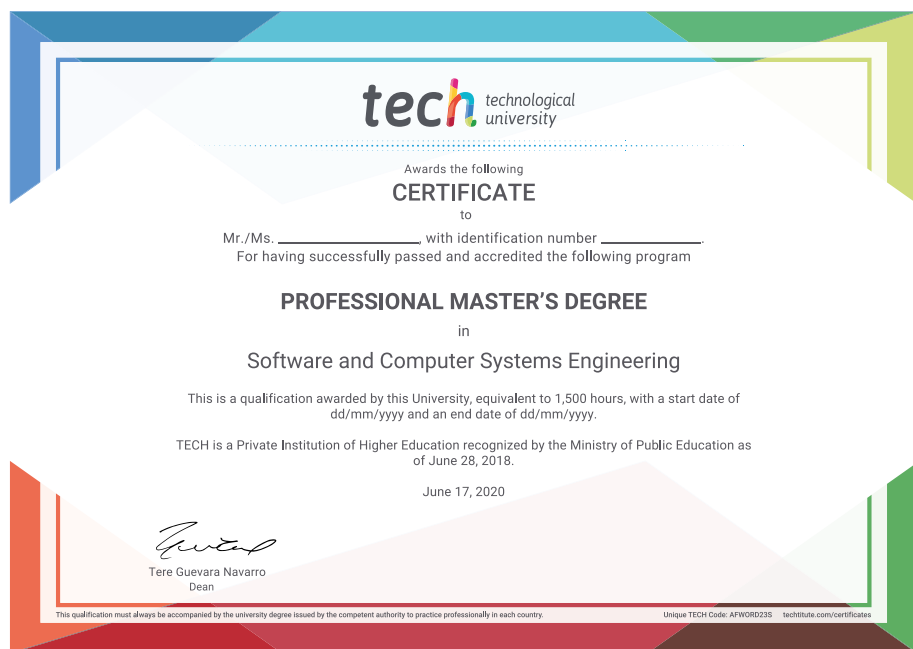 tech technological
university
Awards the following
CERTIFICATE
to
Mr./Ms. ____________________, with identification number ______________.
For having successfully passed and accredited the following program
PROFESSIONAL MASTER'S DEGREE
in
Software and Computer Systems Engineering
This is a qualification awarded by this University, equivalent to 1,500 hours, with a start date of
dd/mm/yyyy and an end date of dd/mm/yyyy.
TECH is a Private Institution of Higher Education recognized by the Ministry of Public Education as
of June 28, 2018.
June 17, 2020
Tere Guevara Navarro
Dean
This qualification must always be accompanied by the university degree issued by the competent authority to practice professionally in each country.
Unique TECH Code: AFWORD23S techtitute.com/certificates